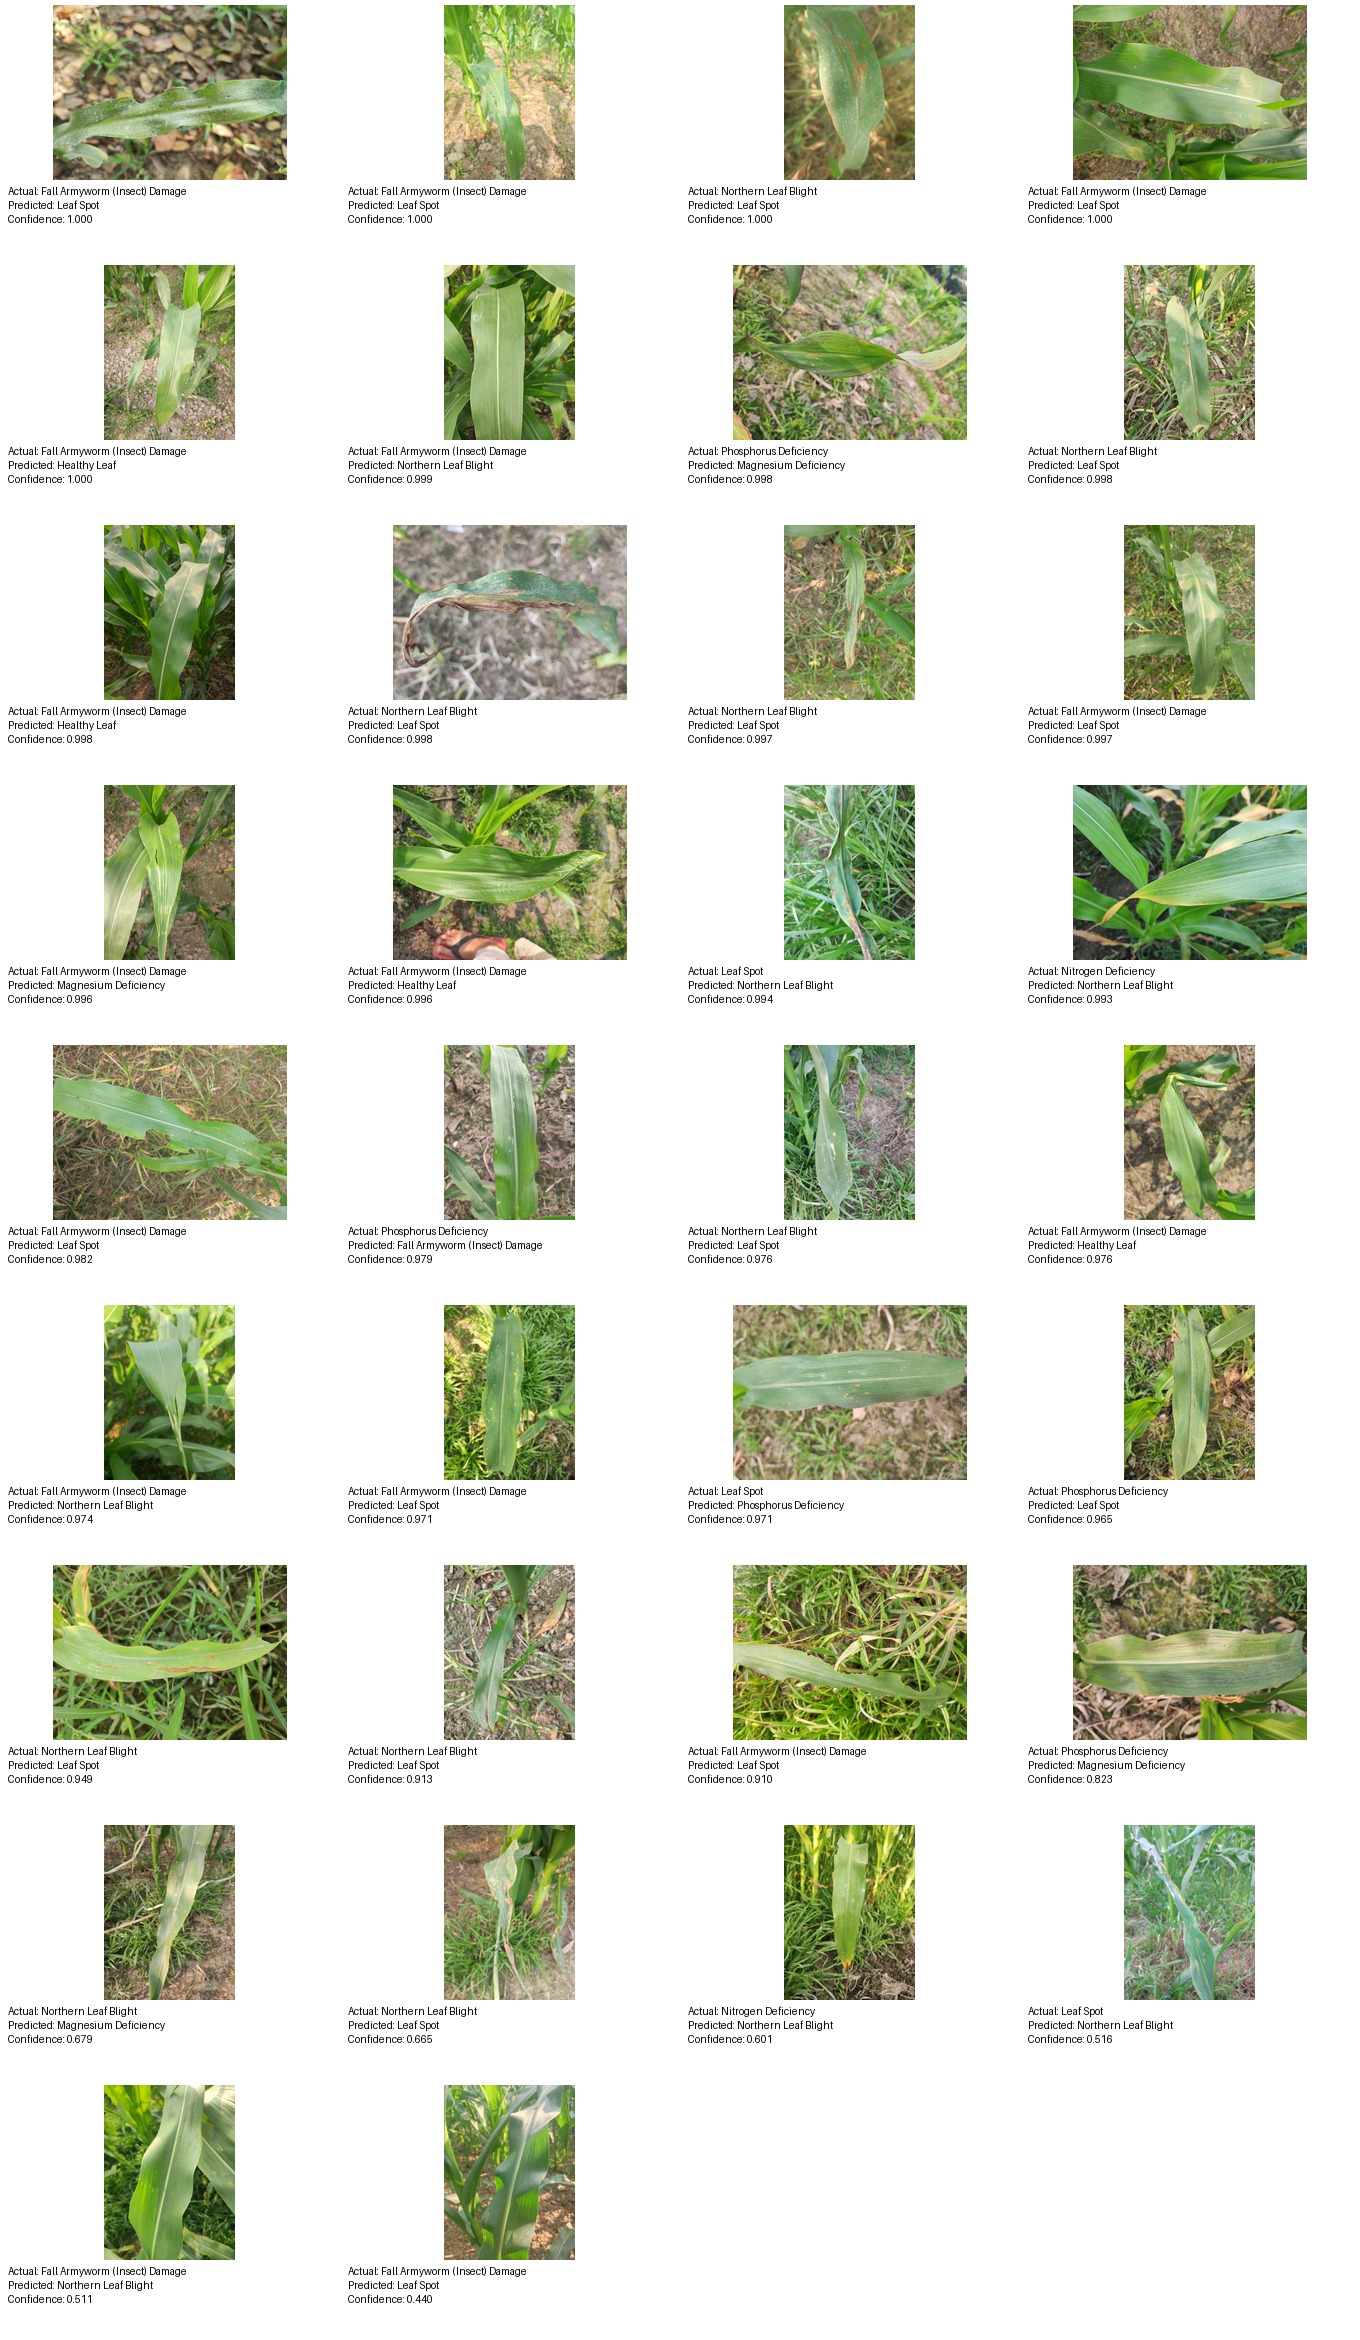 Actual: Fall Armyworm (Insect) Damage
Predicted: Leaf Spot
Confidence: 1.000
Actual: Fall Armyworm (Insect) Damage
Predicted: Leaf Spot
Confidence: 1.000
Actual: Northern Leaf Blight
Predicted: Leaf Spot
Confidence: 1.000
Actual: Fall Armyworm (Insect) Damage
Predicted: Leaf Spot
Confidence: 1.000
Actual: Fall Armyworm (Insect) Damage
Predicted: Healthy Leaf
Confidence: 1.000
Actual: Fall Armyworm (Insect) Damage
Predicted: Northern Leaf Blight
Confidence: 0.999
Actual: Phosphorus Deficiency
Predicted: Magnesium Deficiency
Confidence: 0.998
Actual: Northern Leaf Blight
Predicted: Leaf Spot
Confidence: 0.998
Actual: Fall Armyworm (Insect) Damage
Predicted: Healthy Leaf
Confidence: 0.998
Actual: Northern Leaf Blight
Predicted: Leaf Spot
Confidence: 0.998
Actual: Northern Leaf Blight
Predicted: Leaf Spot
Confidence: 0.997
Actual: Fall Armyworm (Insect) Damage
Predicted: Leaf Spot
Confidence: 0.997
Actual: Fall Armyworm (Insect) Damage
Predicted: Magnesium Deficiency
Confidence: 0.996
Actual: Fall Armyworm (Insect) Damage
Predicted: Healthy Leaf
Confidence: 0.996
Actual: Leaf Spot
Predicted: Northern Leaf Blight
Confidence: 0.994
Actual: Nitrogen Deficiency
Predicted: Northern Leaf Blight
Confidence: 0.993
Actual: Fall Armyworm (Insect) Damage
Predicted: Leaf Spot
Confidence: 0.982
Actual: Phosphorus Deficiency
Predicted: Fall Armyworm (Insect) Damage
Confidence: 0.979
Actual: Northern Leaf Blight
Predicted: Leaf Spot
Confidence: 0.976
Actual: Fall Armyworm (Insect) Damage
Predicted: Healthy Leaf
Confidence: 0.976
Actual: Fall Armyworm (Insect) Damage
Predicted: Northern Leaf Blight
Confidence: 0.974
Actual: Fall Armyworm (Insect) Damage
Predicted: Leaf Spot
Confidence: 0.971
Actual: Leaf Spot
Predicted: Phosphorus Deficiency
Confidence: 0.971
Actual: Phosphorus Deficiency
Predicted: Leaf Spot
Confidence: 0.965
Actual: Northern Leaf Blight
Predicted: Leaf Spot
Confidence: 0.949
Actual: Northern Leaf Blight
Predicted: Leaf Spot
Confidence: 0.913
Actual: Fall Armyworm (Insect) Damage
Predicted: Leaf Spot
Confidence: 0.910
Actual: Phosphorus Deficiency
Predicted: Magnesium Deficiency
Confidence: 0.823
Actual: Northern Leaf Blight
Predicted: Magnesium Deficiency
Confidence: 0.679
Actual: Northern Leaf Blight
Predicted: Leaf Spot
Confidence: 0.665
Actual: Nitrogen Deficiency
Predicted: Northern Leaf Blight
Confidence: 0.601
Actual: Leaf Spot
Predicted: Northern Leaf Blight
Confidence: 0.516
Actual: Fall Armyworm (Insect) Damage
Predicted: Northern Leaf Blight
Confidence: 0.511
Actual: Fall Armyworm (Insect) Damage
Predicted: Leaf Spot
Confidence: 0.440